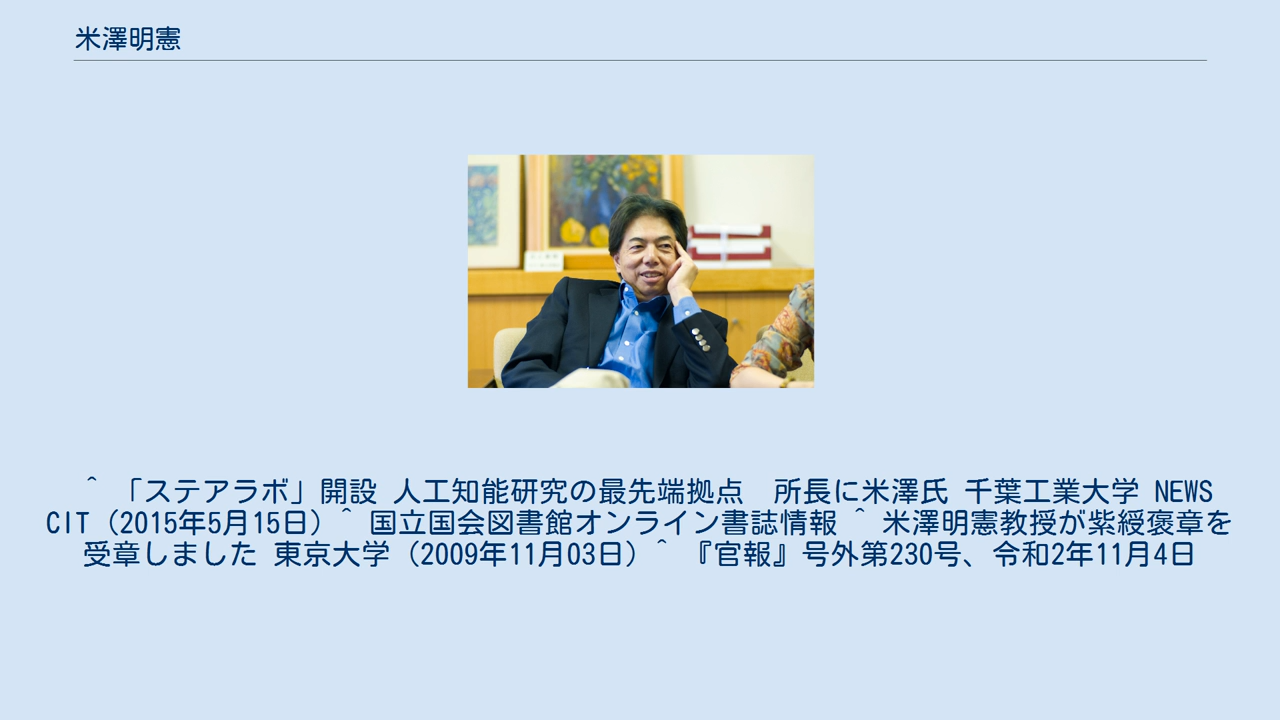 米澤明憲
^ 「ステアラボ」開設 人工知能研究の最先端拠点　所長に米澤氏 千葉工業大学 NEWS
CIT（2015年5月15日）^ 国立国会図書館オンライン書誌情報 ^ 米澤明憲教授が紫綬褒章を
受章しました 東京大学（2009年11月03日）^ 『官報』号外第230号、令和2年11月4日